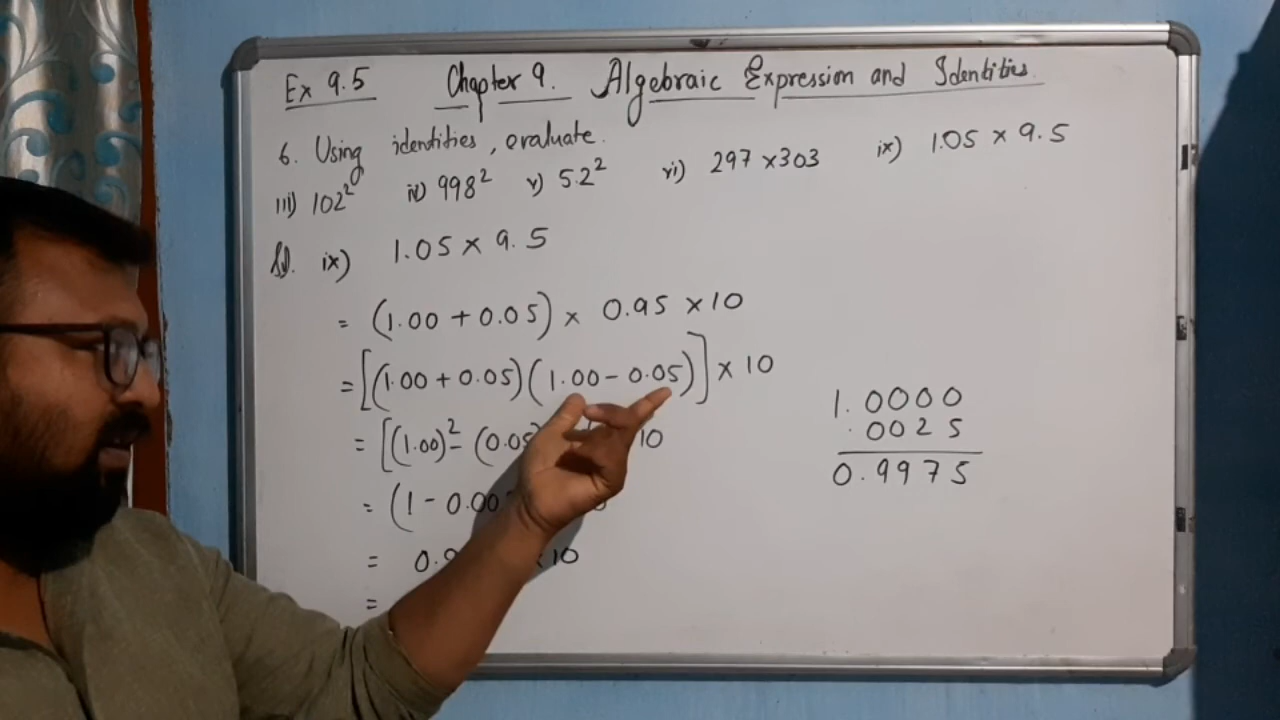 Ex 9.5 Chapter 9. Algebraic Expression and Identities.
6. Using identities, evaluate.
iii) 102² iv) 998² v) 5.2² vi) 297 × 303 ix) 1.05 × 9.5
Sol. ix) 1.05 × 9.5
= (1.00 + 0.05) × 0.95 × 10
= [(1.00 + 0.05)(1.00 - 0.05)] × 10
= [(1.00)² - (0.05 10
= (1 - 0.00
= 0.9 ×10
=
1.0000
.0025
0.9975